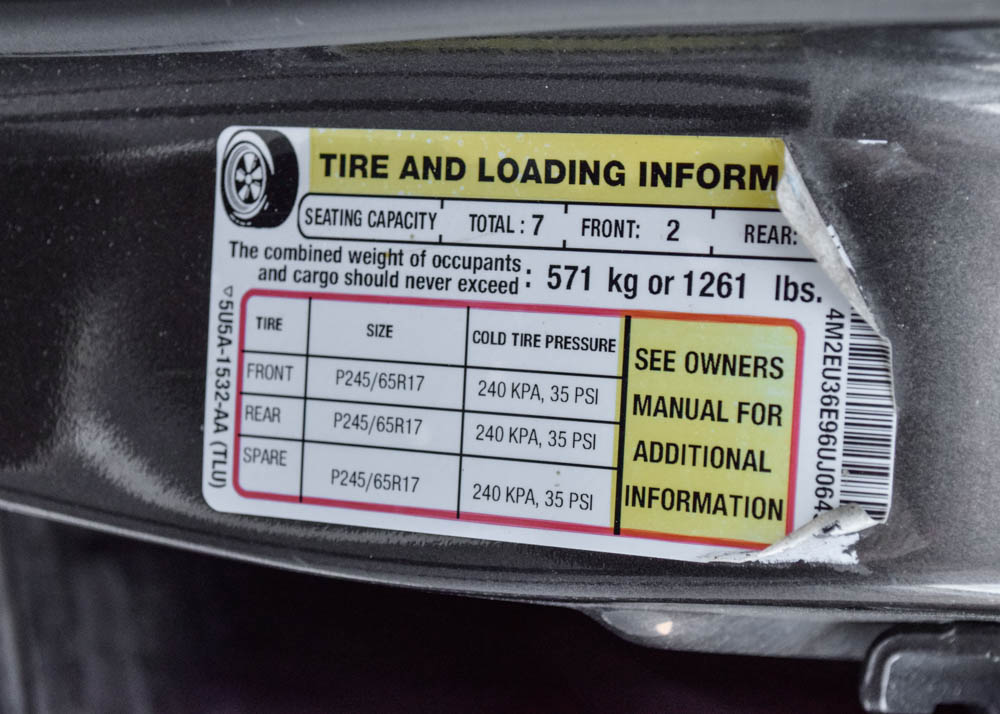 TIRE AND LOADING INFORM
SEATING CAPACITY TOTAL : 7 FRONT: 2 REAR:
The combined weight of occupants
and cargo should never exceed : 571 kg or 1261 lbs.
TIRE SIZE COLD TIRE PRESSURE
FRONT P245/65R17 240 KPA, 35 PSI
REAR P245/65R17 240 KPA, 35 PSI
SPARE P245/65R17 240 KPA, 35 PSI
SEE OWNERS
MANUAL FOR
ADDITIONAL
INFORMATION
5U5A-1532-AA (TLU)
4M2EU36E96UJ064